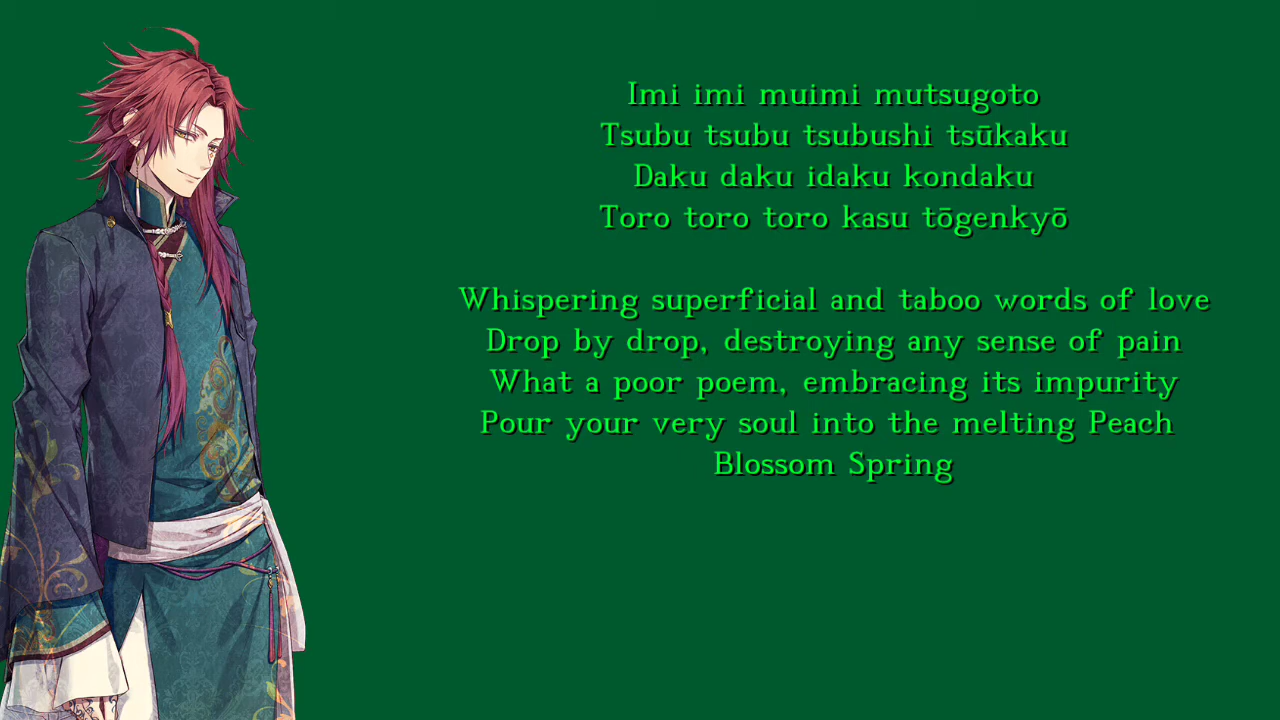 Imi imi muimi mutsugoto
Tsubu tsubu tsubushi tsūkaku
Daku daku idaku kondaku
Toro toro toro kasu tōgenkyō
Whispering superficial and taboo words of love
Drop by drop, destroying any sense of pain
What a poor poem, embracing its impurity
Pour your very soul into the melting Peach
Blossom Spring